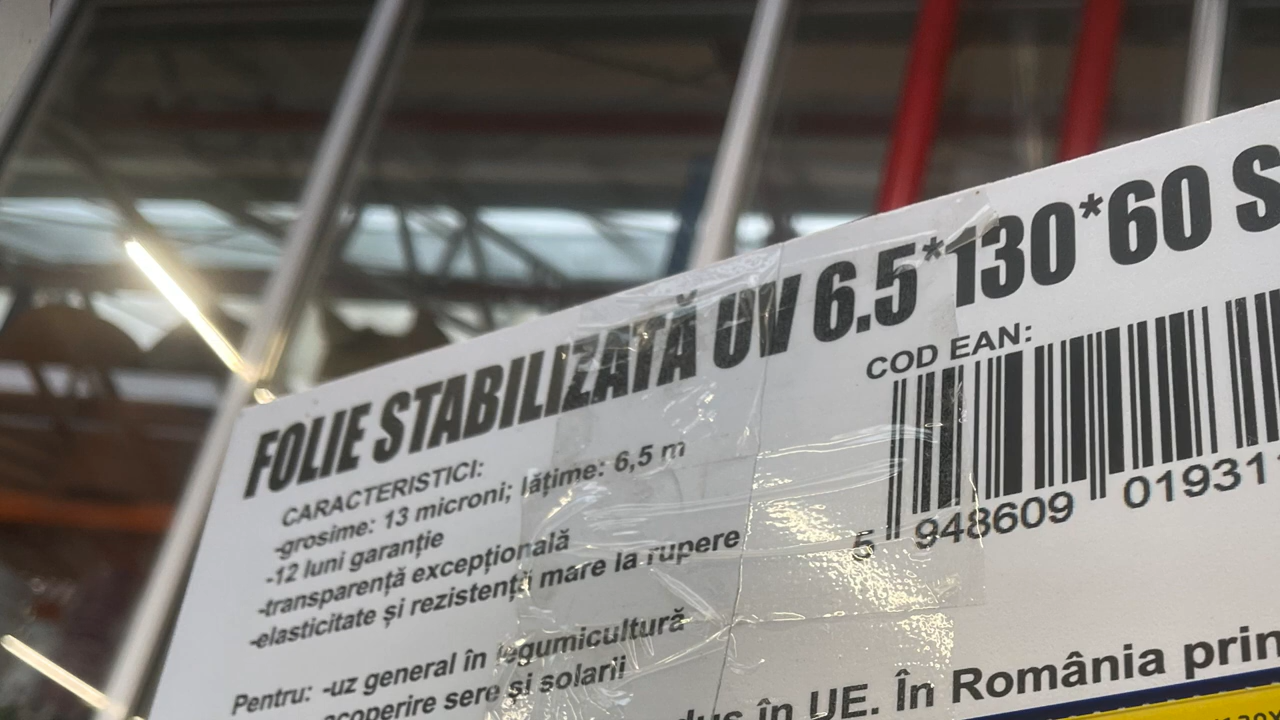 FOLIE STABILIZATĂ UV 6.5*130*60 S
COD EAN:
CARACTERISTICI:
-grosime: 13 microni; lățime: 6,5 m
-12 luni garanție
-transparență excepțională
-elasticitate și rezistență mare la rupere
5 948609 01931
Pentru: -uz general în legumicultură
acoperire sere și solarii
în UE. În România prin